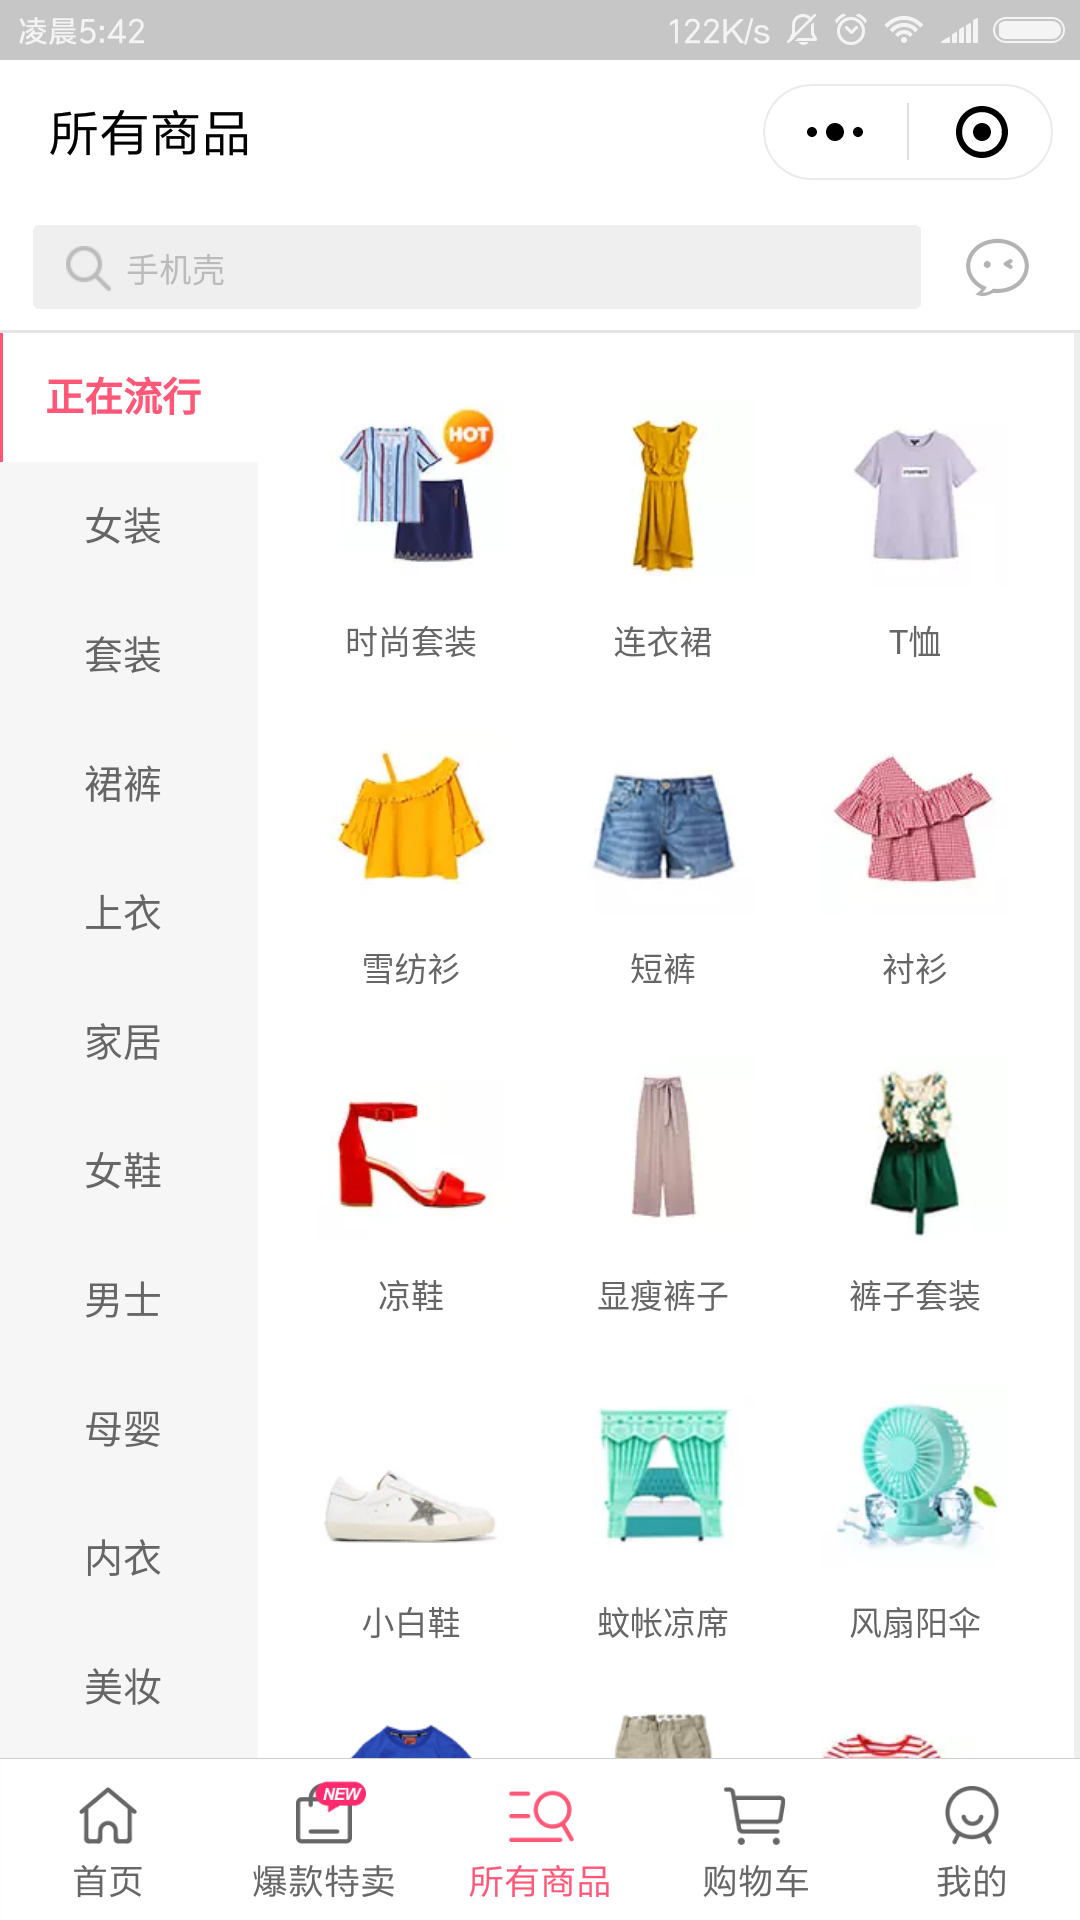 凌晨5:42 122K/s
所有商品
手机壳
正在流行
女装
套装
裙裤
上衣
家居
女鞋
男士
母婴
内衣
美妆
HOT
时尚套装 连衣裙 T恤
雪纺衫 短裤 衬衫
凉鞋 显瘦裤子 裤子套装
小白鞋 蚊帐凉席 风扇阳伞
NEW
首页 爆款特卖 所有商品 购物车 我的